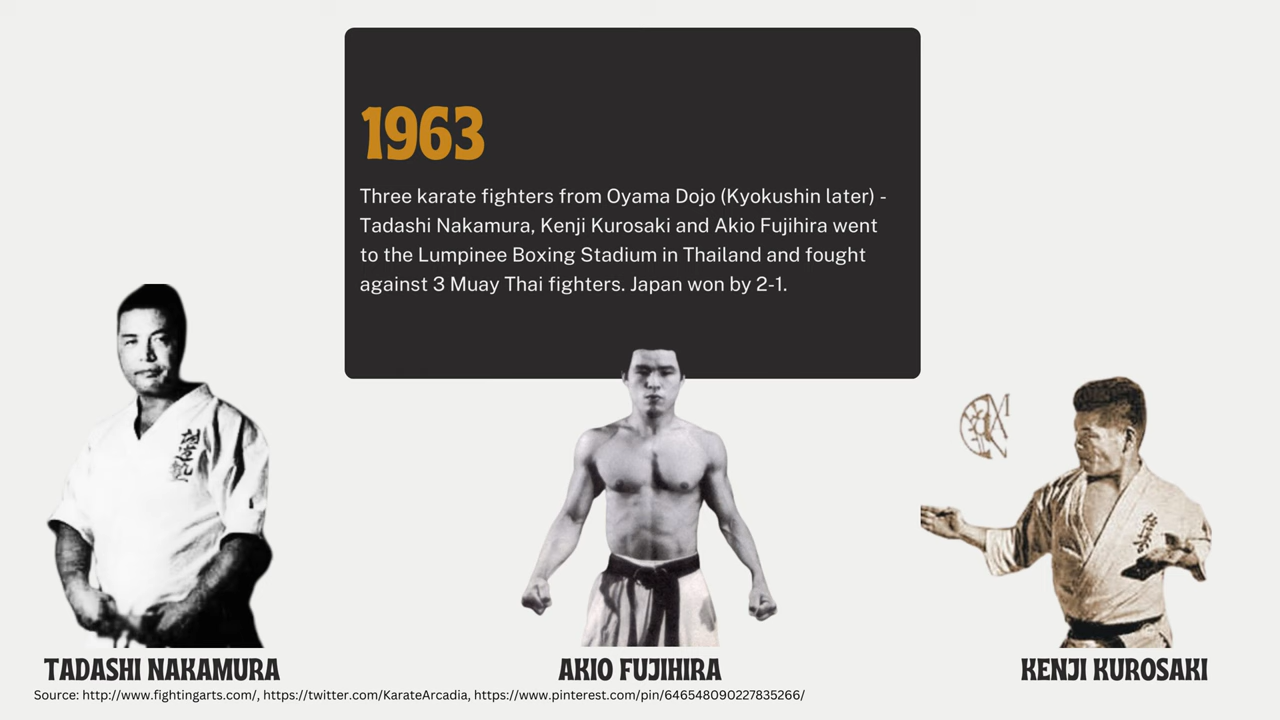 1963
Three karate fighters from Oyama Dojo (Kyokushin later) -
Tadashi Nakamura, Kenji Kurosaki and Akio Fujihira went
to the Lumpinee Boxing Stadium in Thailand and fought
against 3 Muay Thai fighters. Japan won by 2-1.
TADASHI NAKAMURA
AKIO FUJIHIRA
KENJI KUROSAKI
Source: http://www.fightingarts.com/, https://twitter.com/KarateArcadia, https://www.pinterest.com/pin/646548090227835266/